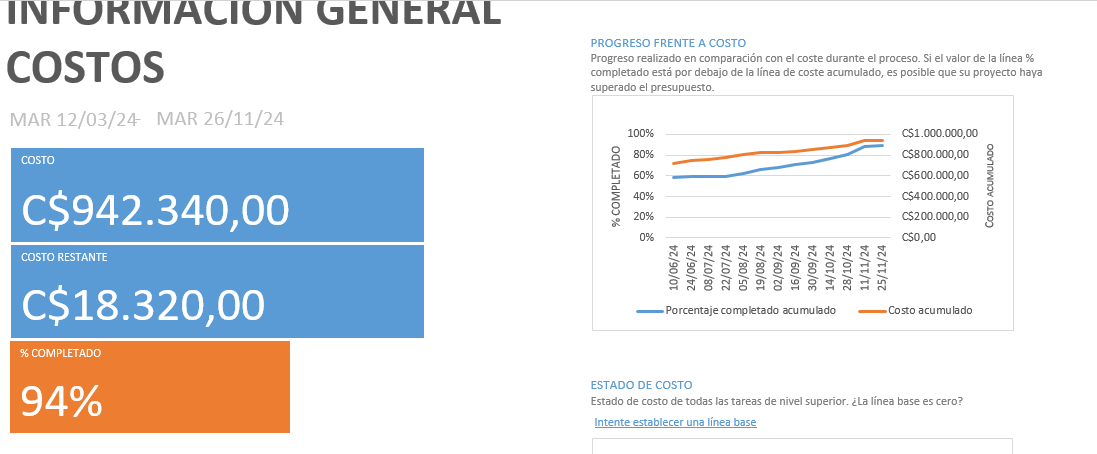 INFORMACIÓN GENERAL
COSTOS
MAR 12/03/24- MAR 26/11/24
COSTO
C$942.340,00
COSTO RESTANTE
C$18.320,00
% COMPLETADO
94%
PROGRESO FRENTE A COSTO
Progreso realizado en comparación con el coste durante el proceso. Si el valor de la línea %
completado está por debajo de la línea de coste acumulado, es posible que su proyecto haya
superado el presupuesto.
% COMPLETADO
100%
80%
60%
40%
20%
0%
C$1.000.000,00
C$800.000,00
C$600.000,00
C$400.000,00
C$200.000,00
C$0,00
COSTO ACUMULADO
10/06/24
24/06/24
08/07/24
22/07/24
05/08/24
19/08/24
02/09/24
16/09/24
30/09/24
14/10/24
28/10/24
11/11/24
25/11/24
Porcentaje completado acumulado
Costo acumulado
ESTADO DE COSTO
Estado de costo de todas las tareas de nivel superior. ¿La línea base es cero?
Intente establecer una línea base